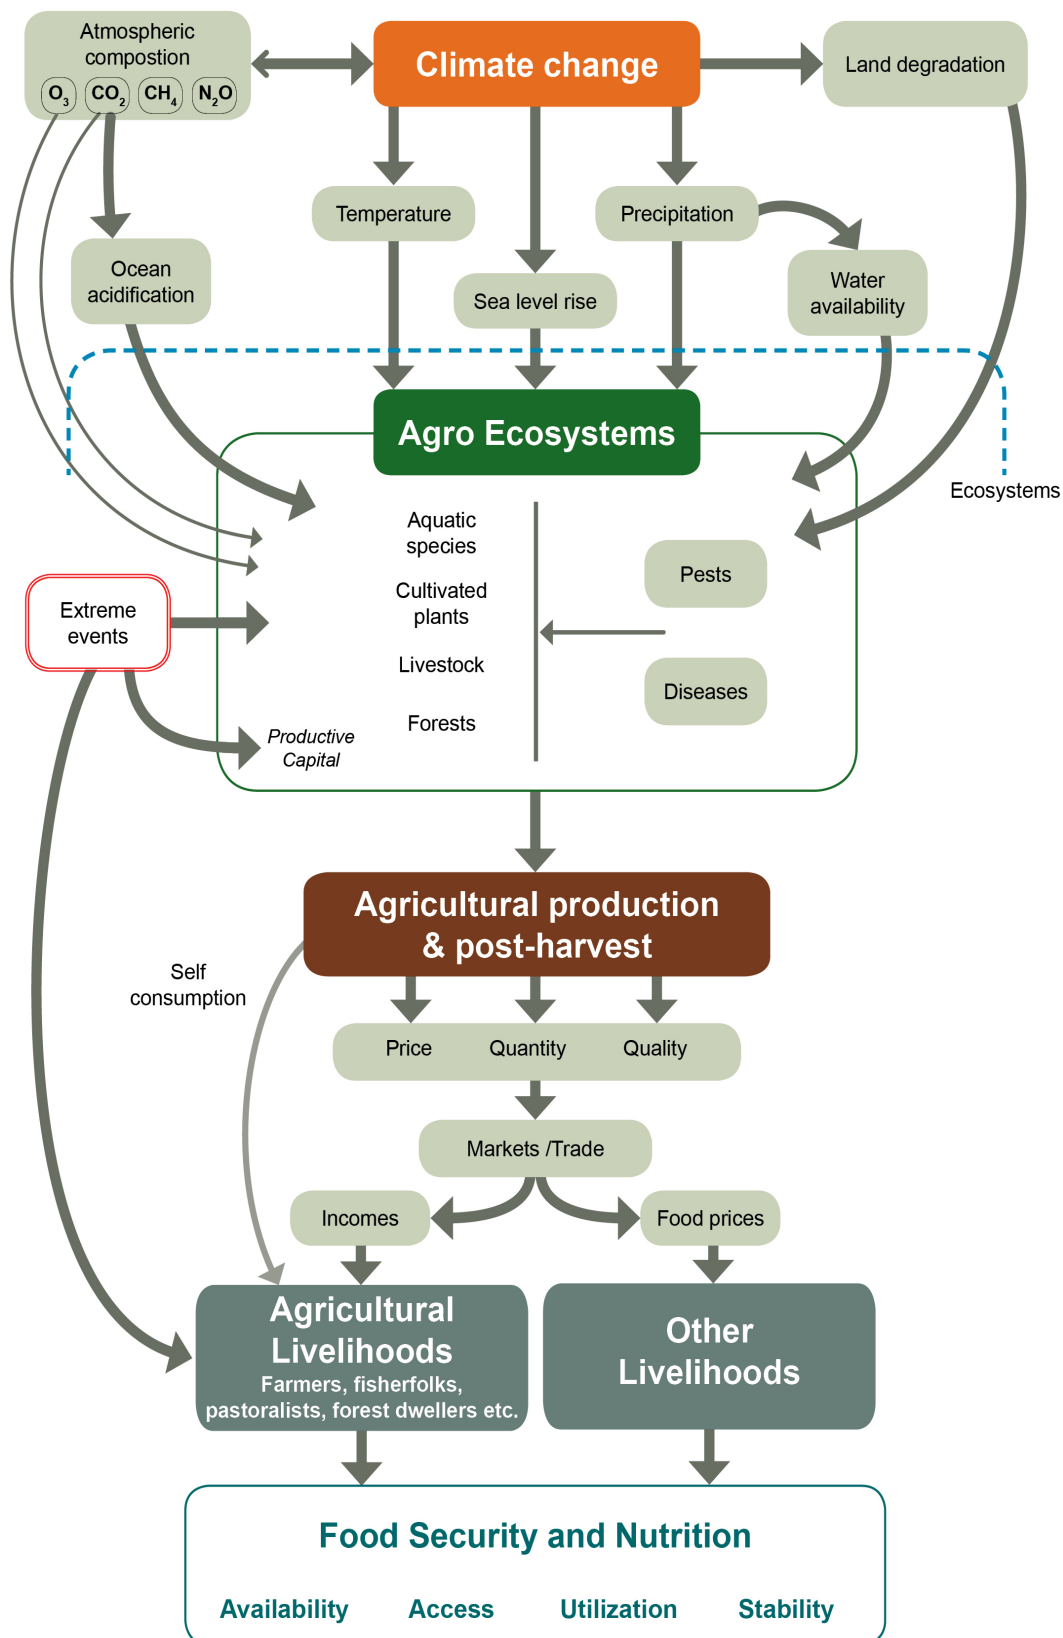 Atmospheric
compostion
O3 CO2 CH4 N2O
Climate change
Land degradation
Temperature
Precipitation
Ocean
acidification
Sea level rise
Water
availability
Agro Ecosystems
Ecosystems
Aquatic
species
Cultivated
plants
Livestock
Forests
Pests
Diseases
Extreme
events
Productive
Capital
Agricultural production
& post-harvest
Self
consumption
Price Quantity Quality
Markets /Trade
Incomes
Food prices
Agricultural
Livelihoods
Farmers, fisherfolks,
pastoralists, forest dwellers etc.
Other
Livelihoods
Food Security and Nutrition
Availability Access Utilization Stability